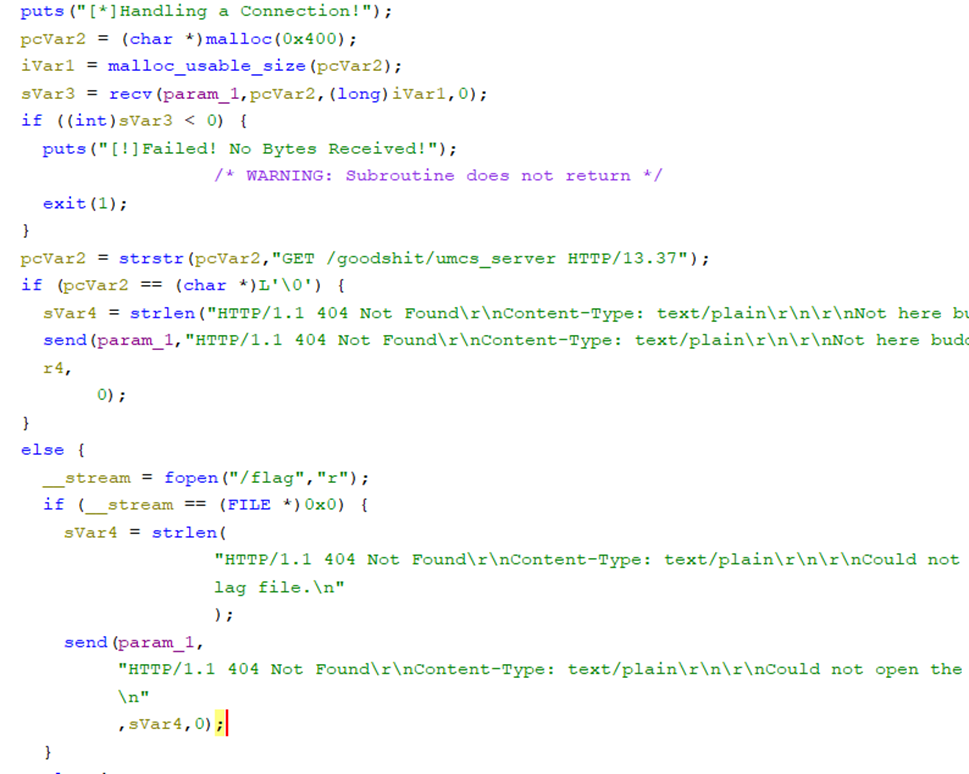 puts("[*]Handling a Connection!");
pcVar2 = (char *)malloc(0x400);
iVar1 = malloc_usable_size(pcVar2);
sVar3 = recv(param_1,pcVar2,(long)iVar1,0);
if ((int)sVar3 < 0) {
puts("[!]Failed! No Bytes Received!");
/* WARNING: Subroutine does not return */
exit(1);
}
pcVar2 = strstr(pcVar2,"GET /goodshit/umcs_server HTTP/13.37");
if (pcVar2 == (char *)L'\0') {
sVar4 = strlen("HTTP/1.1 404 Not Found\r\nContent-Type: text/plain\r\n\r\nNot here bu
send(param_1,"HTTP/1.1 404 Not Found\r\nContent-Type: text/plain\r\n\r\nNot here budd
r4,
0);
}
else {
__stream = fopen("/flag","r");
if (__stream == (FILE *)0x0) {
sVar4 = strlen(
"HTTP/1.1 404 Not Found\r\nContent-Type: text/plain\r\n\r\nCould not
lag file.\n"
);
send(param_1,
"HTTP/1.1 404 Not Found\r\nContent-Type: text/plain\r\n\r\nCould not open the
\n"
,sVar4,0);
}